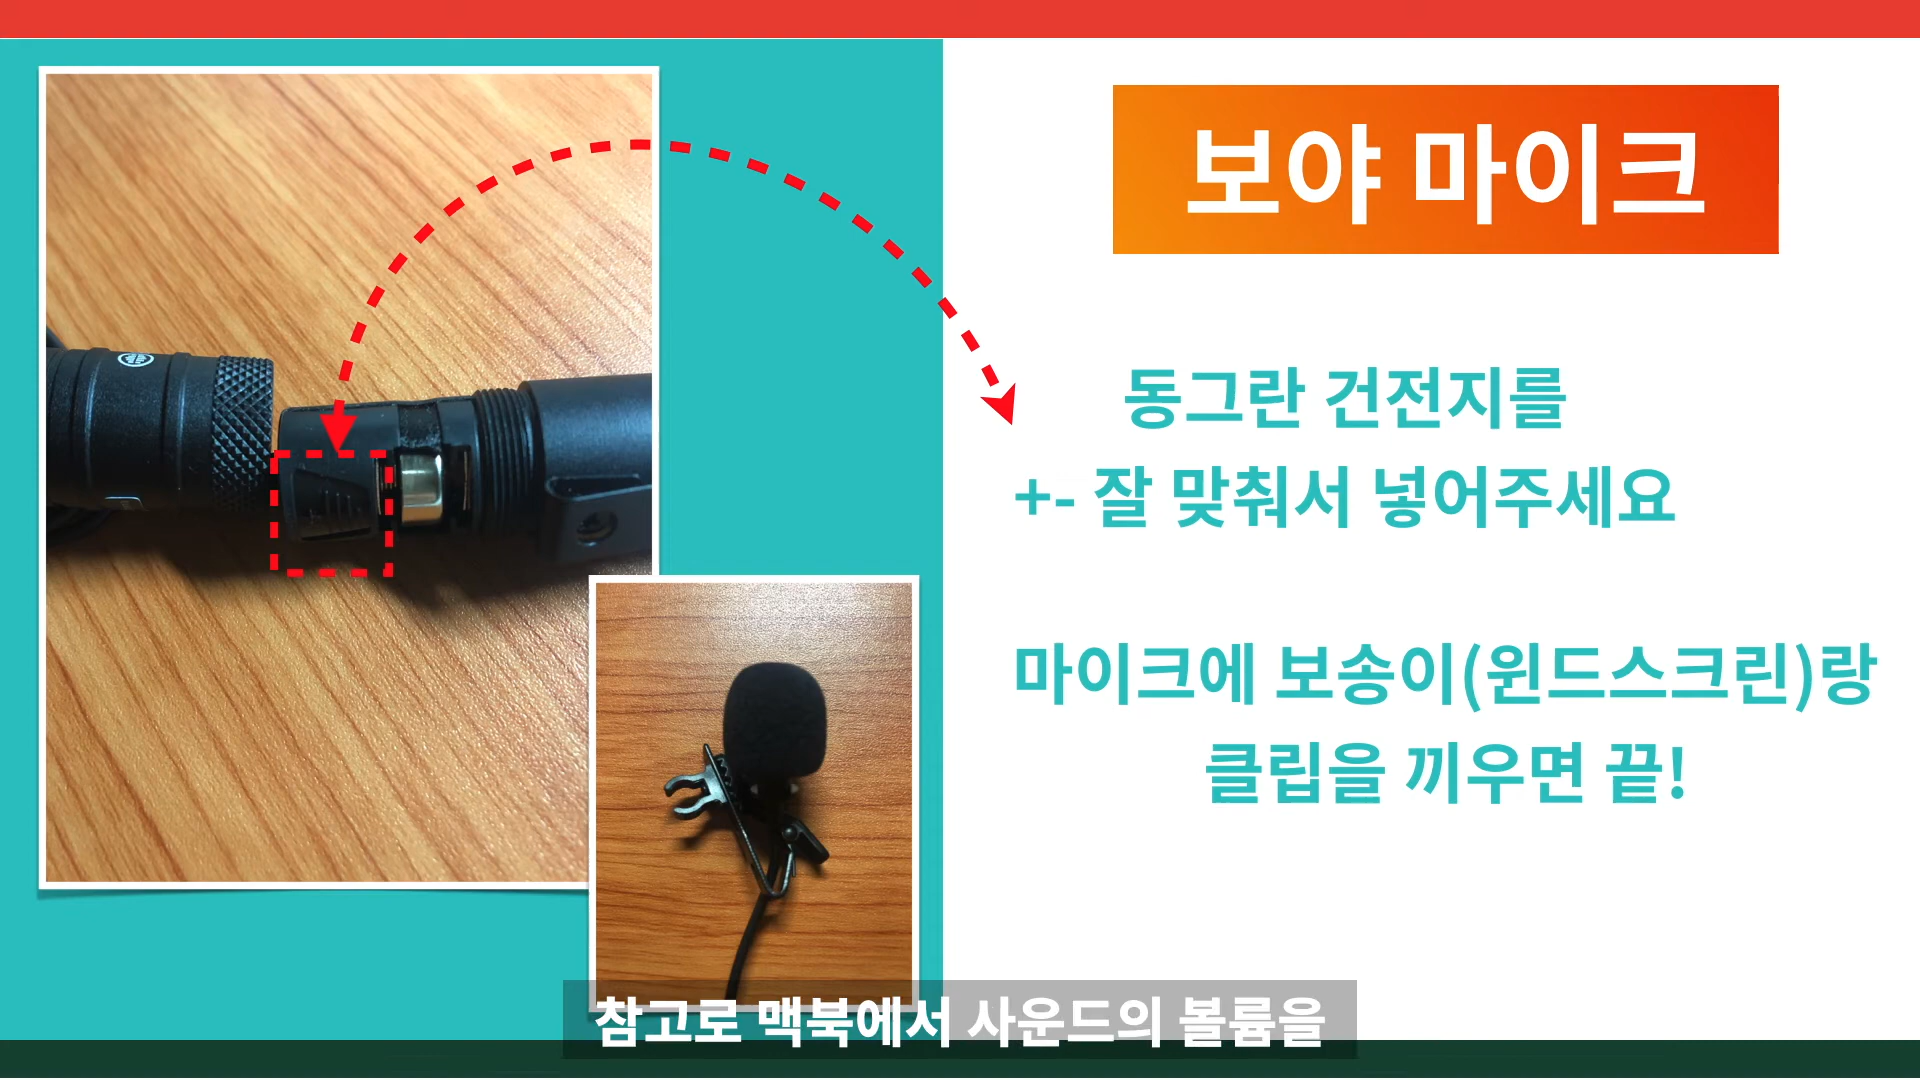 보야 마이크
동그란 건전지를
+- 잘 맞춰서 넣어주세요
마이크에 보송이(윈드스크린)랑
클립을 끼우면 끝!
참고로 맥북에서 사운드의 볼륨을